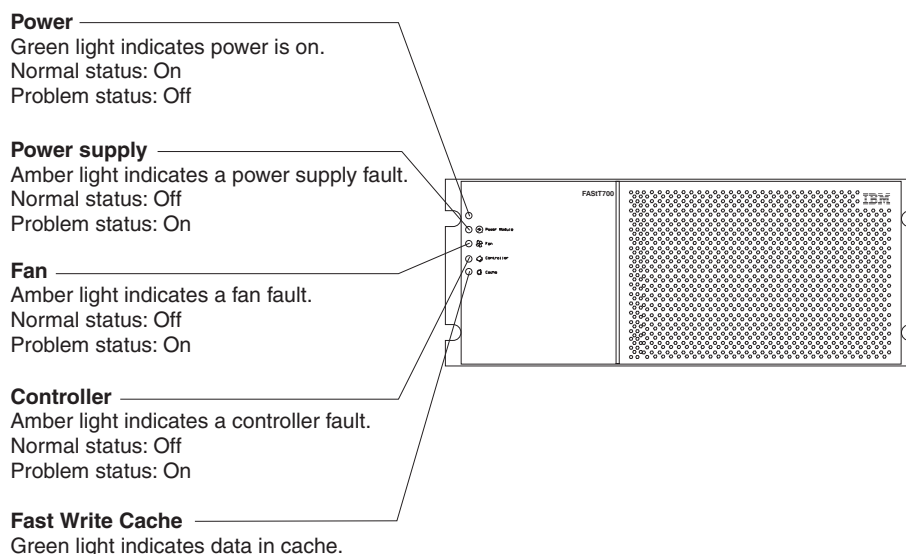 Power
Green light indicates power is on.
Normal status: On
Problem status: Off
Power supply
Amber light indicates a power supply fault.
Normal status: Off
Problem status: On
Fan
Amber light indicates a fan fault.
Normal status: Off
Problem status: On
Controller
Amber light indicates a controller fault.
Normal status: Off
Problem status: On
Fast Write Cache
Green light indicates data in cache.
FAStT700
IBM
Power Module
Fan
Controller
Cache